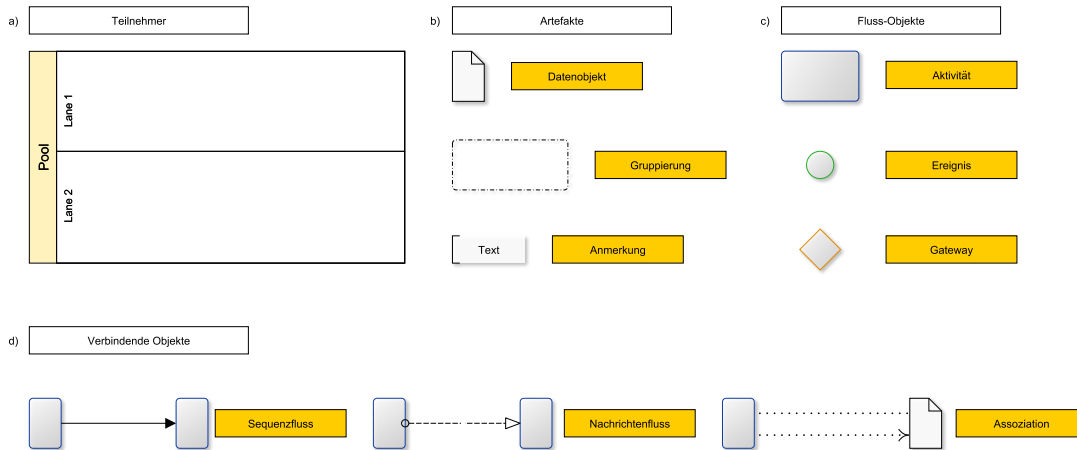 a) Teilnehmer
Pool
Lane 1
Lane 2
b) Artefakte
Datenobjekt
Gruppierung
Text
Anmerkung
c) Fluss-Objekte
Aktivität
Ereignis
Gateway
d) Verbindende Objekte
Sequenzfluss
Nachrichtenfluss
Assoziation